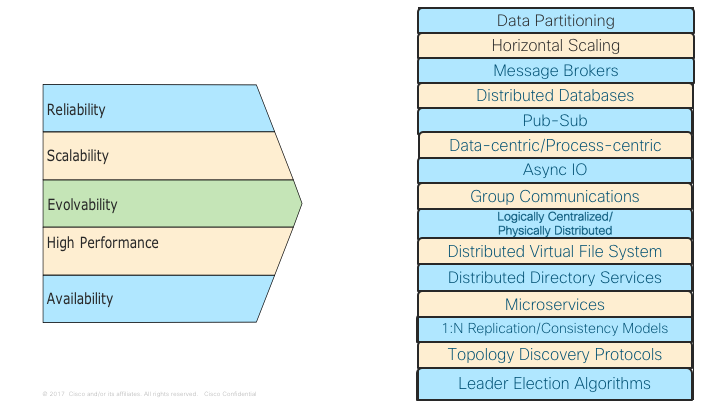 Reliability
Scalability
Evolvability
High Performance
Availability
Data Partitioning
Horizontal Scaling
Message Brokers
Distributed Databases
Pub-Sub
Data-centric/Process-centric
Async IO
Group Communications
Logically Centralized/
Physically Distributed
Distributed Virtual File System
Distributed Directory Services
Microservices
1:N Replication/Consistency Models
Topology Discovery Protocols
Leader Election Algorithms
© 2017 Cisco and/or its affiliates. All rights reserved. Cisco Confidential